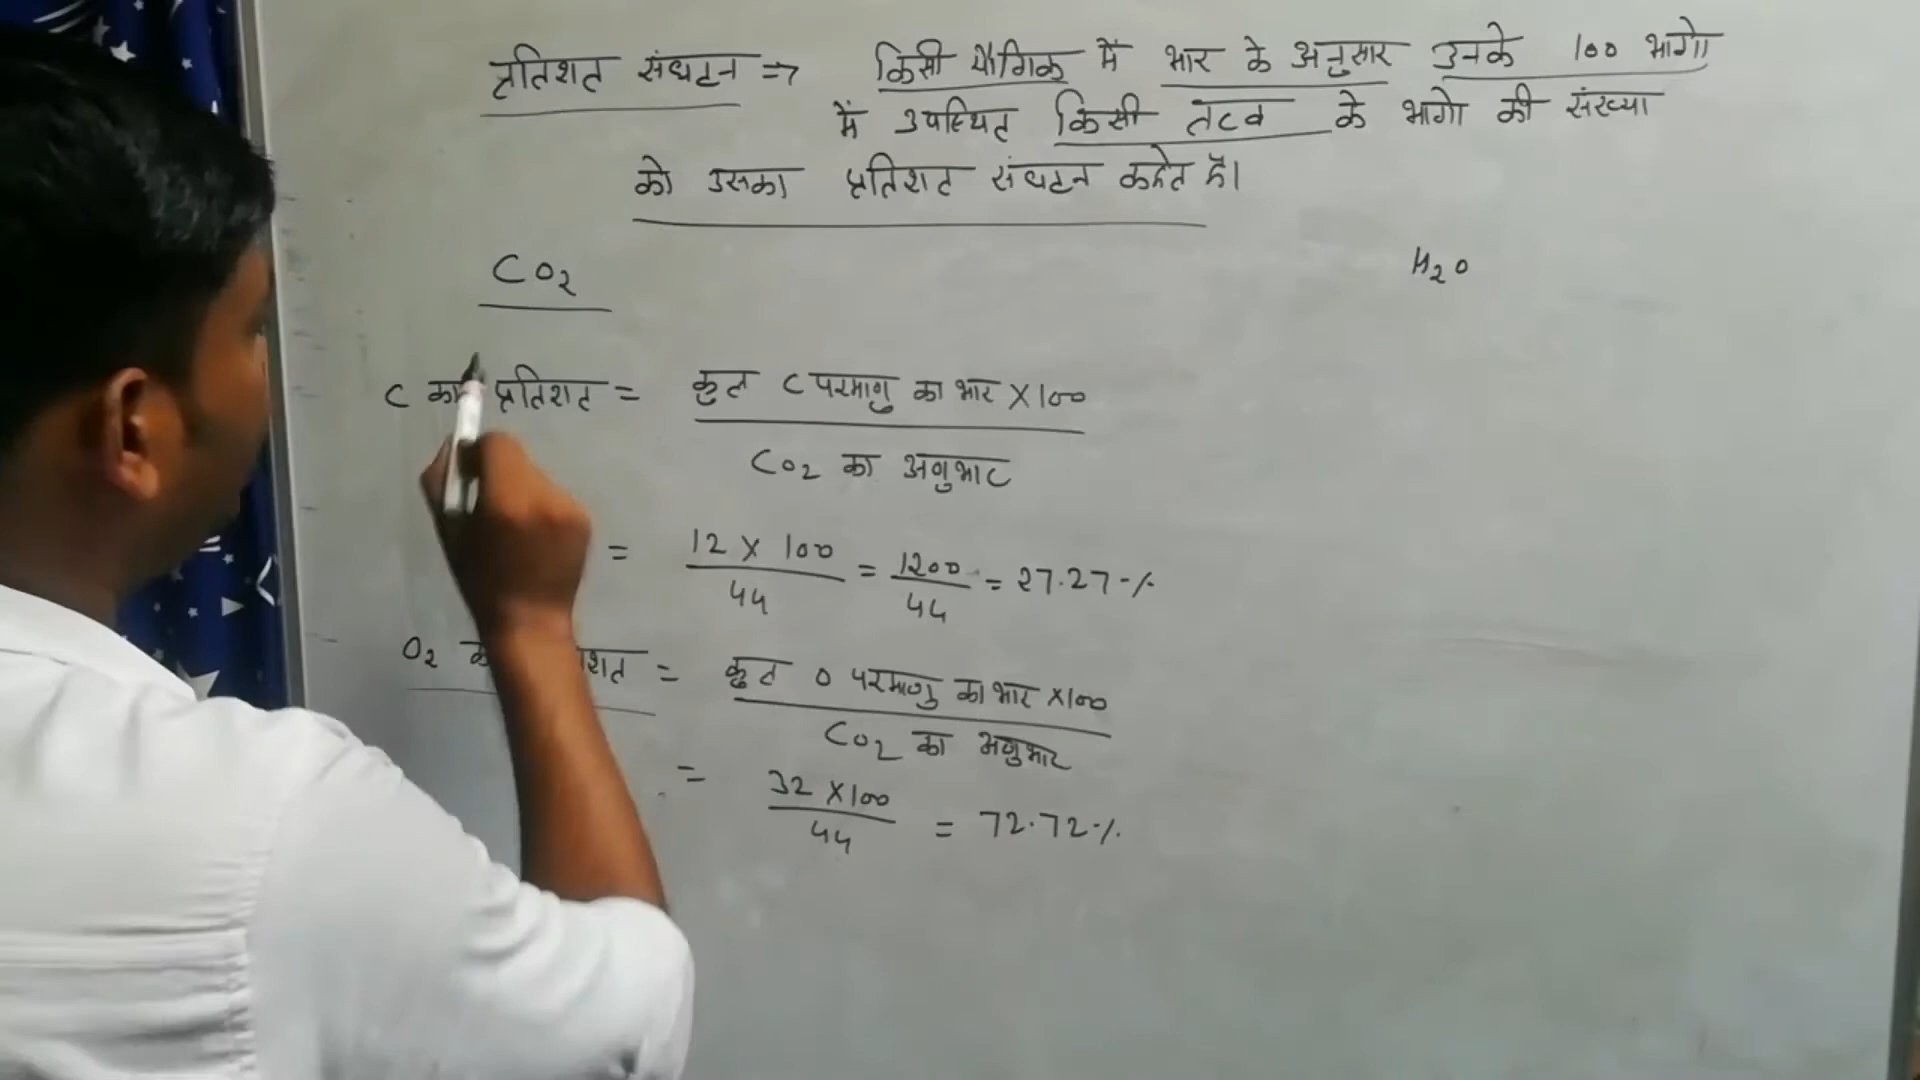 प्रतिशत संघटन ⇒ किसी यौगिक में भार के अनुसार उनके 100 भागो
में उपस्थित किसी तत्व के भागो की संख्या
को उसका प्रतिशत संघटन कहते है।
CO₂
H₂O
C का प्रतिशत = कुल C परमाणु का भार × 100
CO₂ का अणुभार
= 12 × 100 / 44 = 1200 / 44 = 27.27%
O₂ = कुल O परमाणु का भार × 100
CO₂ का अणुभार
= 32 × 100 / 44 = 72.72%